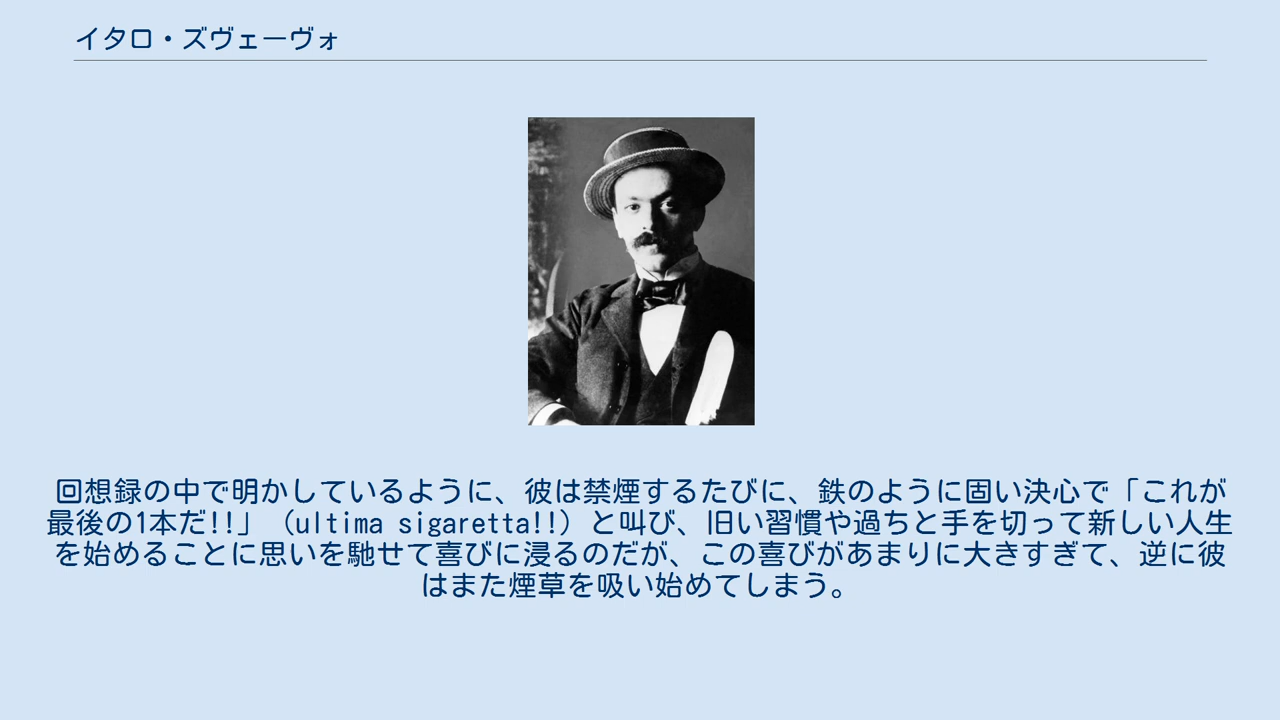 イタロ・ズヴェーヴォ
回想録の中で明かしているように、彼は禁煙するたびに、鉄のように固い決心で「これが
最後の1本だ!!」（ultima sigaretta!!）と叫び、旧い習慣や過ちと手を切って新しい人生
を始めることに思いを馳せて喜びに浸るのだが、この喜びがあまりに大きすぎて、逆に彼
はまた煙草を吸い始めてしまう。